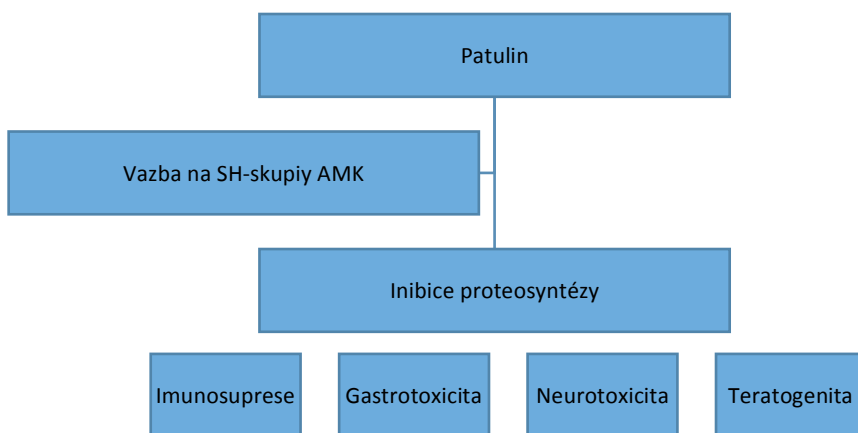 Patulin
Vazba na SH-skupiy AMK
Inibice proteosyntézy
Imunosuprese
Gastrotoxicita
Neurotoxicita
Teratogenita